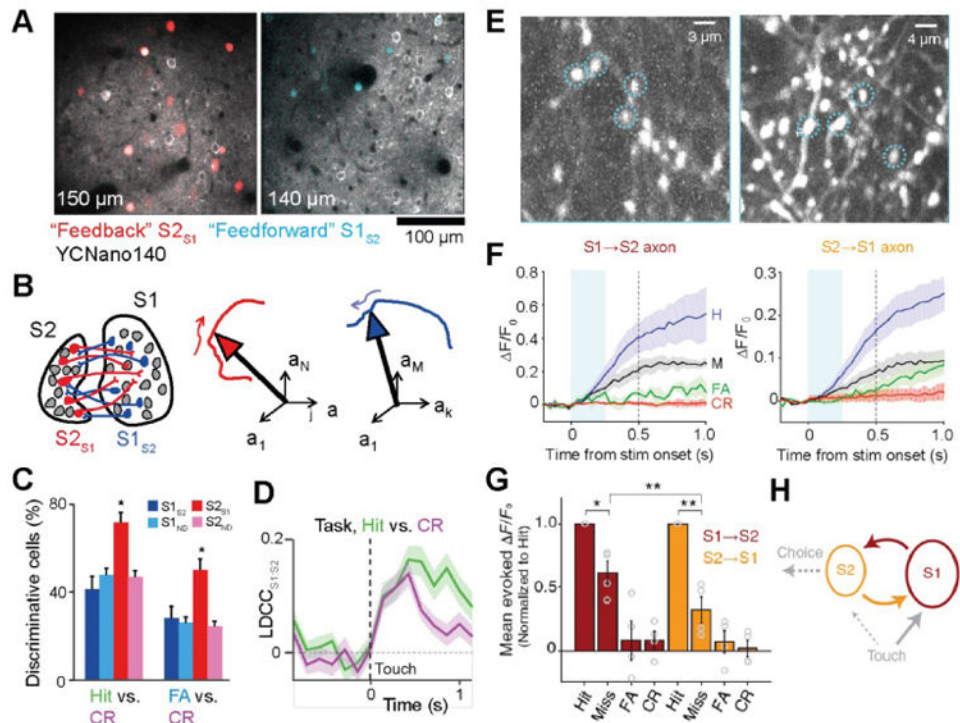 A
150 µm
140 µm
"Feedback" S2S1 "Feedforward" S1S2
YCNano140
100 µm
B
S2
S1
S2S1
S1S2
aN
aj
a1
aM
ak
a1
C
Discriminative cells (%)
80
40
0
*
*
S1S2
S2S1
S1ND
S2ND
Hit vs.
CR
FA vs.
CR
D
Task, Hit vs. CR
LDCCS1:S2
0.2
0
Touch
0
1
Time (s)
E
3 µm
4 µm
F
S1→S2 axon
ΔF/F0
0.8
0.6
0.4
0.2
0
H
M
FA
CR
0
0.5
1.0
Time from stim onset (s)
S2→S1 axon
ΔF/F0
0.3
0.2
0.1
0
0
0.5
1.0
Time from stim onset (s)
G
Mean evoked ΔF/F0
(Normalized to Hit)
1.0
0.5
0
*
**
**
S1→S2
S2→S1
Hit
Miss
FA
CR
Hit
Miss
FA
CR
H
Choice
S2
S1
Touch